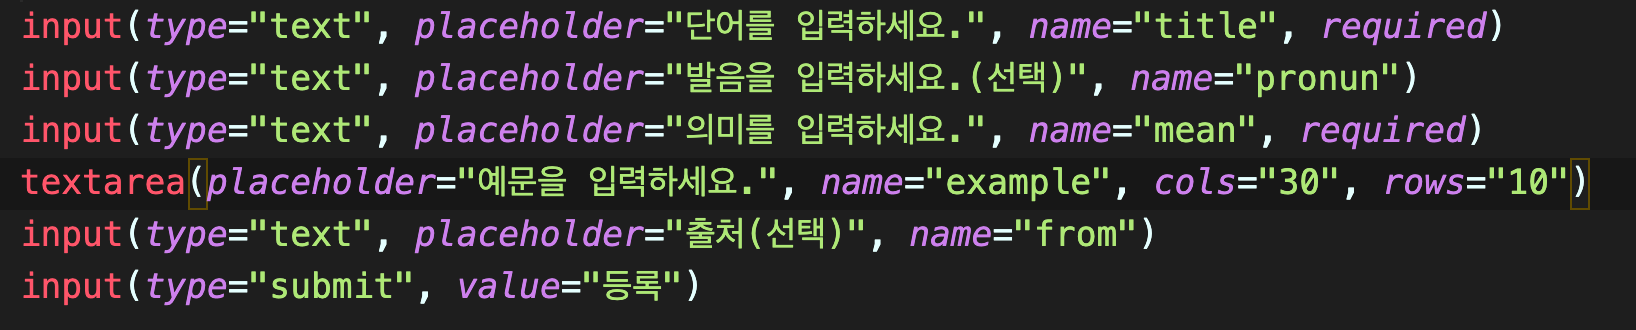 input(type="text", placeholder="단어를 입력하세요.", name="title", required)
input(type="text", placeholder="발음을 입력하세요.(선택)", name="pronun")
input(type="text", placeholder="의미를 입력하세요.", name="mean", required)
textarea(placeholder="예문을 입력하세요.", name="example", cols="30", rows="10")
input(type="text", placeholder="출처(선택)", name="from")
input(type="submit", value="등록")